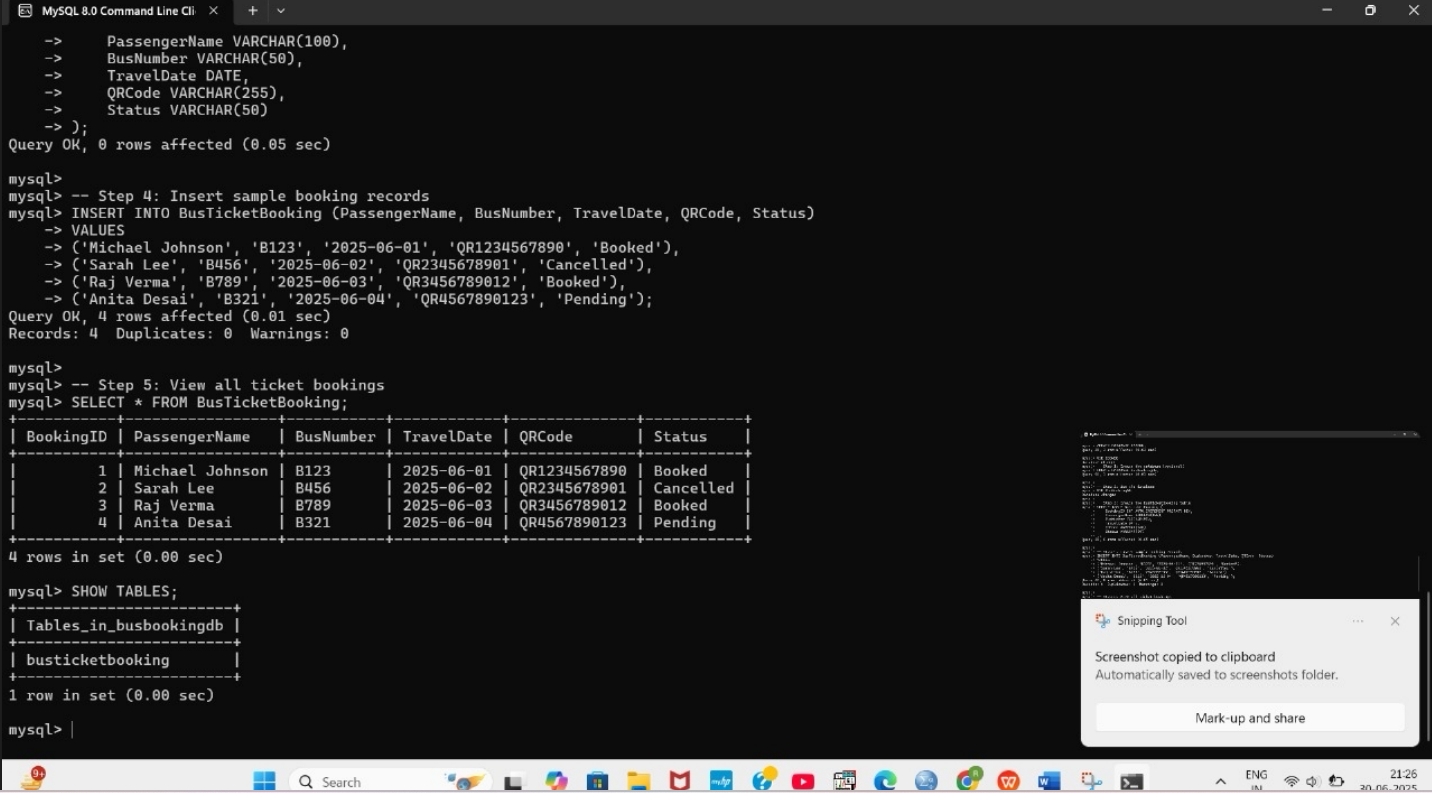 MySQL 8.0 Command Line Cli
-> PassengerName VARCHAR(100),
-> BusNumber VARCHAR(50),
-> TravelDate DATE,
-> QRCode VARCHAR(255),
-> Status VARCHAR(50)
-> );
Query OK, 0 rows affected (0.05 sec)
mysql>
mysql> -- Step 4: Insert sample booking records
mysql> INSERT INTO BusTicketBooking (PassengerName, BusNumber, TravelDate, QRCode, Status)
-> VALUES
-> ('Michael Johnson', 'B123', '2025-06-01', 'QR1234567890', 'Booked'),
-> ('Sarah Lee', 'B456', '2025-06-02', 'QR2345678901', 'Cancelled'),
-> ('Raj Verma', 'B789', '2025-06-03', 'QR3456789012', 'Booked'),
-> ('Anita Desai', 'B321', '2025-06-04', 'QR4567890123', 'Pending');
Query OK, 4 rows affected (0.01 sec)
Records: 4  Duplicates: 0  Warnings: 0
mysql>
mysql> -- Step 5: View all ticket bookings
mysql> SELECT * FROM BusTicketBooking;
| BookingID | PassengerName | BusNumber | TravelDate | QRCode | Status |
| 1 | Michael Johnson | B123 | 2025-06-01 | QR1234567890 | Booked |
| 2 | Sarah Lee | B456 | 2025-06-02 | QR2345678901 | Cancelled |
| 3 | Raj Verma | B789 | 2025-06-03 | QR3456789012 | Booked |
| 4 | Anita Desai | B321 | 2025-06-04 | QR4567890123 | Pending |
4 rows in set (0.00 sec)
mysql> SHOW TABLES;
| Tables_in_busbookingdb |
| busticketbooking |
1 row in set (0.00 sec)
mysql>
Snipping Tool
Screenshot copied to clipboard
Automatically saved to screenshots folder.
Mark-up and share
9+
Search
ENG
IN
21:26
30-06-2025